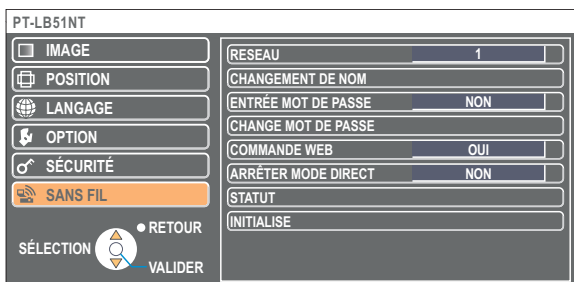 PT-LB51NT
IMAGE
POSITION
LANGAGE
OPTION
SÉCURITÉ
SANS FIL
RETOUR
SÉLECTION
VALIDER
RESEAU 1
CHANGEMENT DE NOM
ENTRÉE MOT DE PASSE NON
CHANGE MOT DE PASSE
COMMANDE WEB OUI
ARRÊTER MODE DIRECT NON
STATUT
INITIALISE